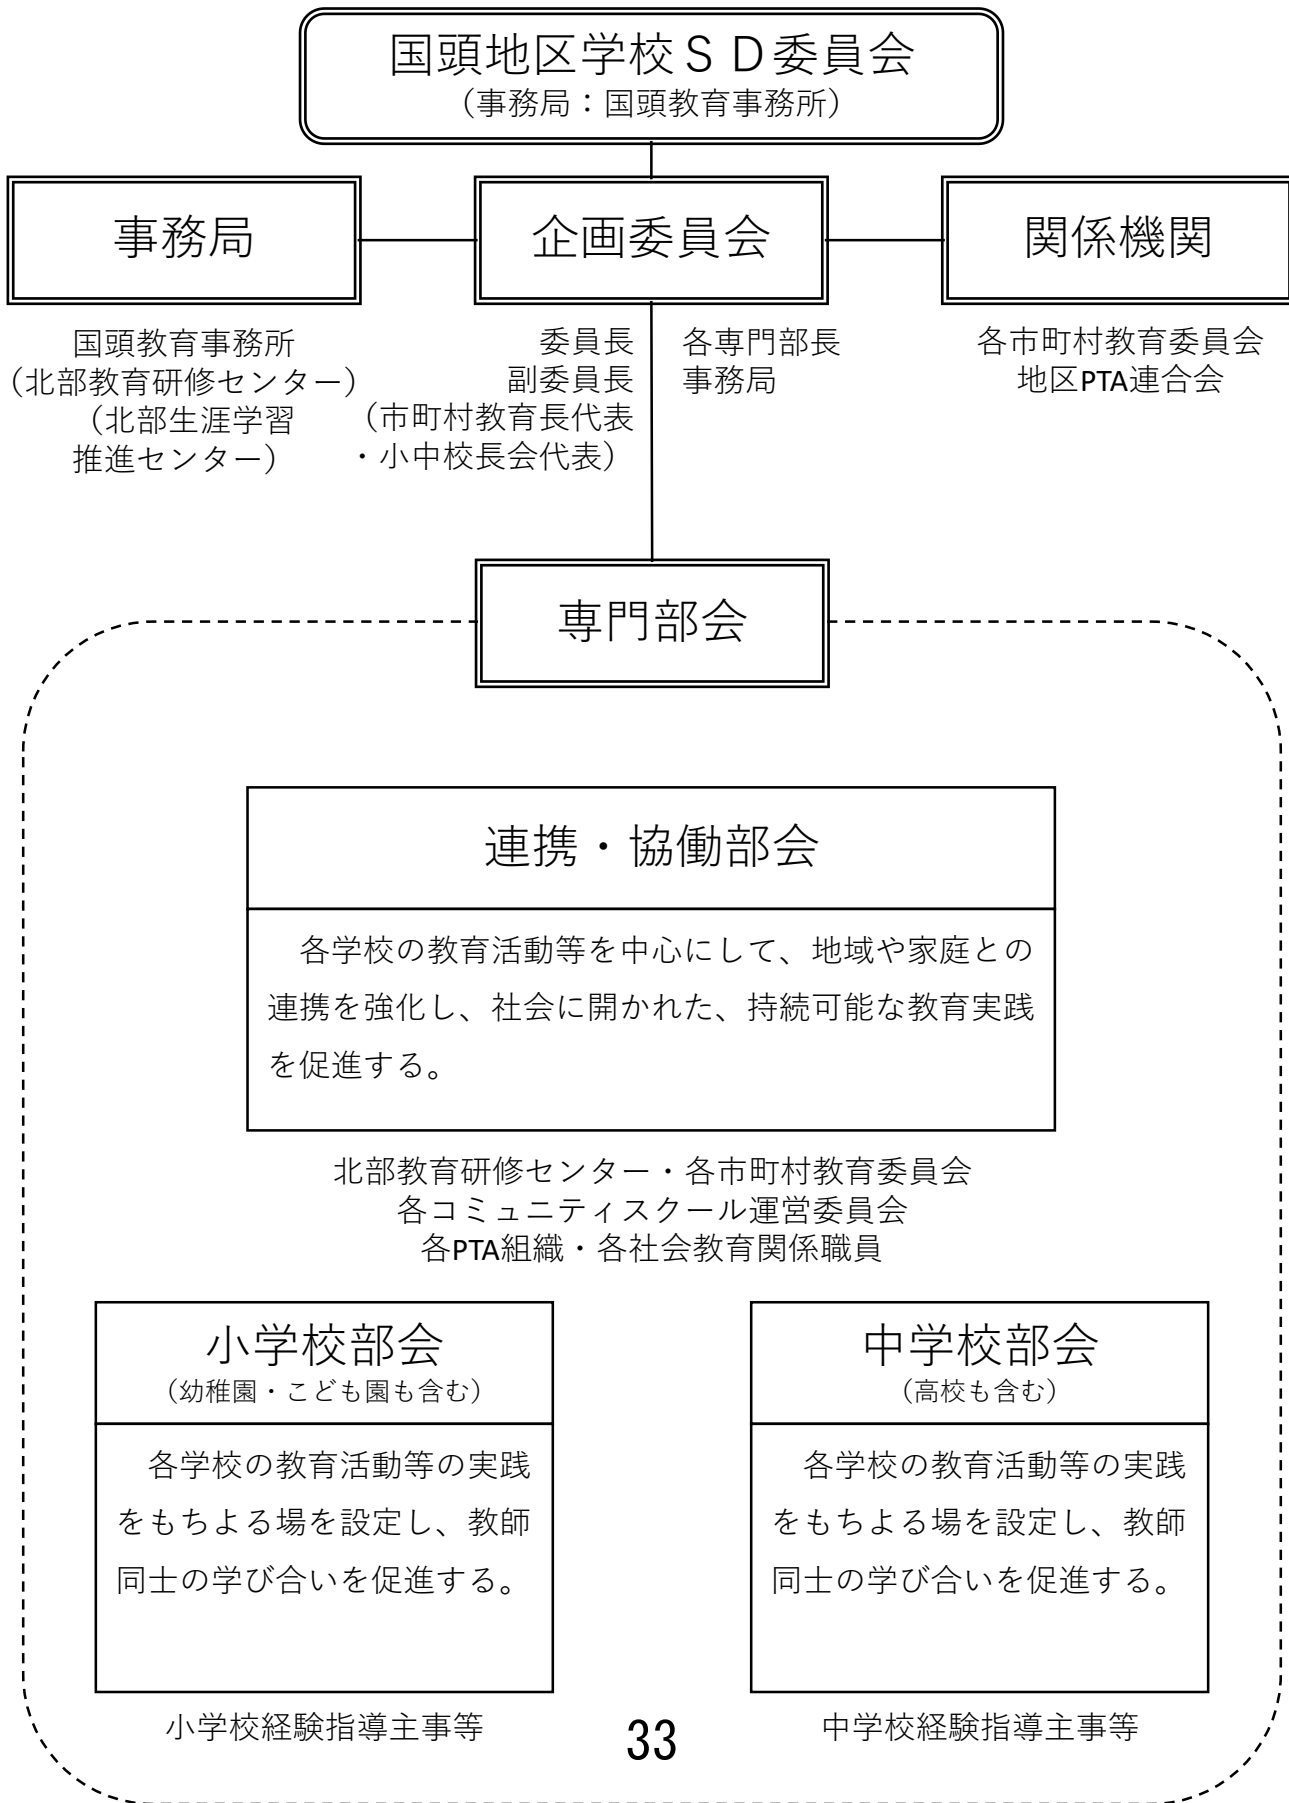 国頭地区学校ＳＤ委員会
（事務局：国頭教育事務所）
事務局
企画委員会
関係機関
国頭教育事務所
（北部教育研修センター）
（北部生涯学習
推進センター）
委員長
副委員長
（市町村教育長代表
・小中校長会代表）
各専門部長
事務局
各市町村教育委員会
地区PTA連合会
専門部会
連携・協働部会
各学校の教育活動等を中心にして、地域や家庭との
連携を強化し、社会に開かれた、持続可能な教育実践
を促進する。
北部教育研修センター・各市町村教育委員会
各コミュニティスクール運営委員会
各PTA組織・各社会教育関係職員
小学校部会
（幼稚園・こども園も含む）
各学校の教育活動等の実践
をもちよる場を設定し、教師
同士の学び合いを促進する。
小学校経験指導主事等
中学校部会
（高校も含む）
各学校の教育活動等の実践
をもちよる場を設定し、教師
同士の学び合いを促進する。
中学校経験指導主事等
33